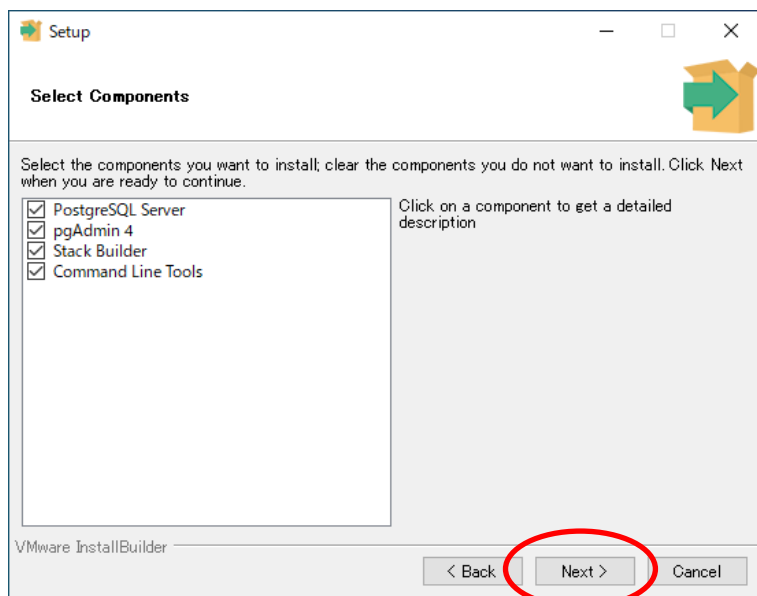 Setup
Select Components
Select the components you want to install; clear the components you do not want to install. Click Next
when you are ready to continue.
PostgreSQL Server
pgAdmin 4
Stack Builder
Command Line Tools
Click on a component to get a detailed
description
VMware InstallBuilder
< Back
Next >
Cancel